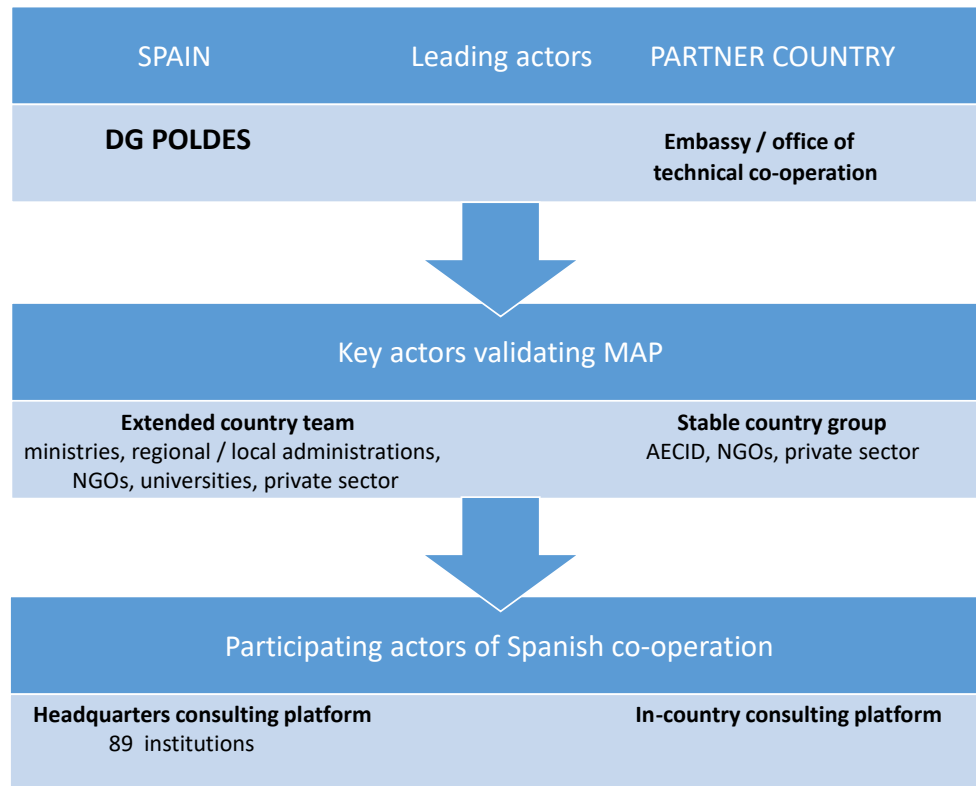 SPAIN Leading actors PARTNER COUNTRY
DG POLDES
Embassy / office of
technical co-operation
Key actors validating MAP
Extended country team
ministries, regional / local administrations,
NGOs, universities, private sector
Stable country group
AECID, NGOs, private sector
Participating actors of Spanish co-operation
Headquarters consulting platform
89 institutions
In-country consulting platform